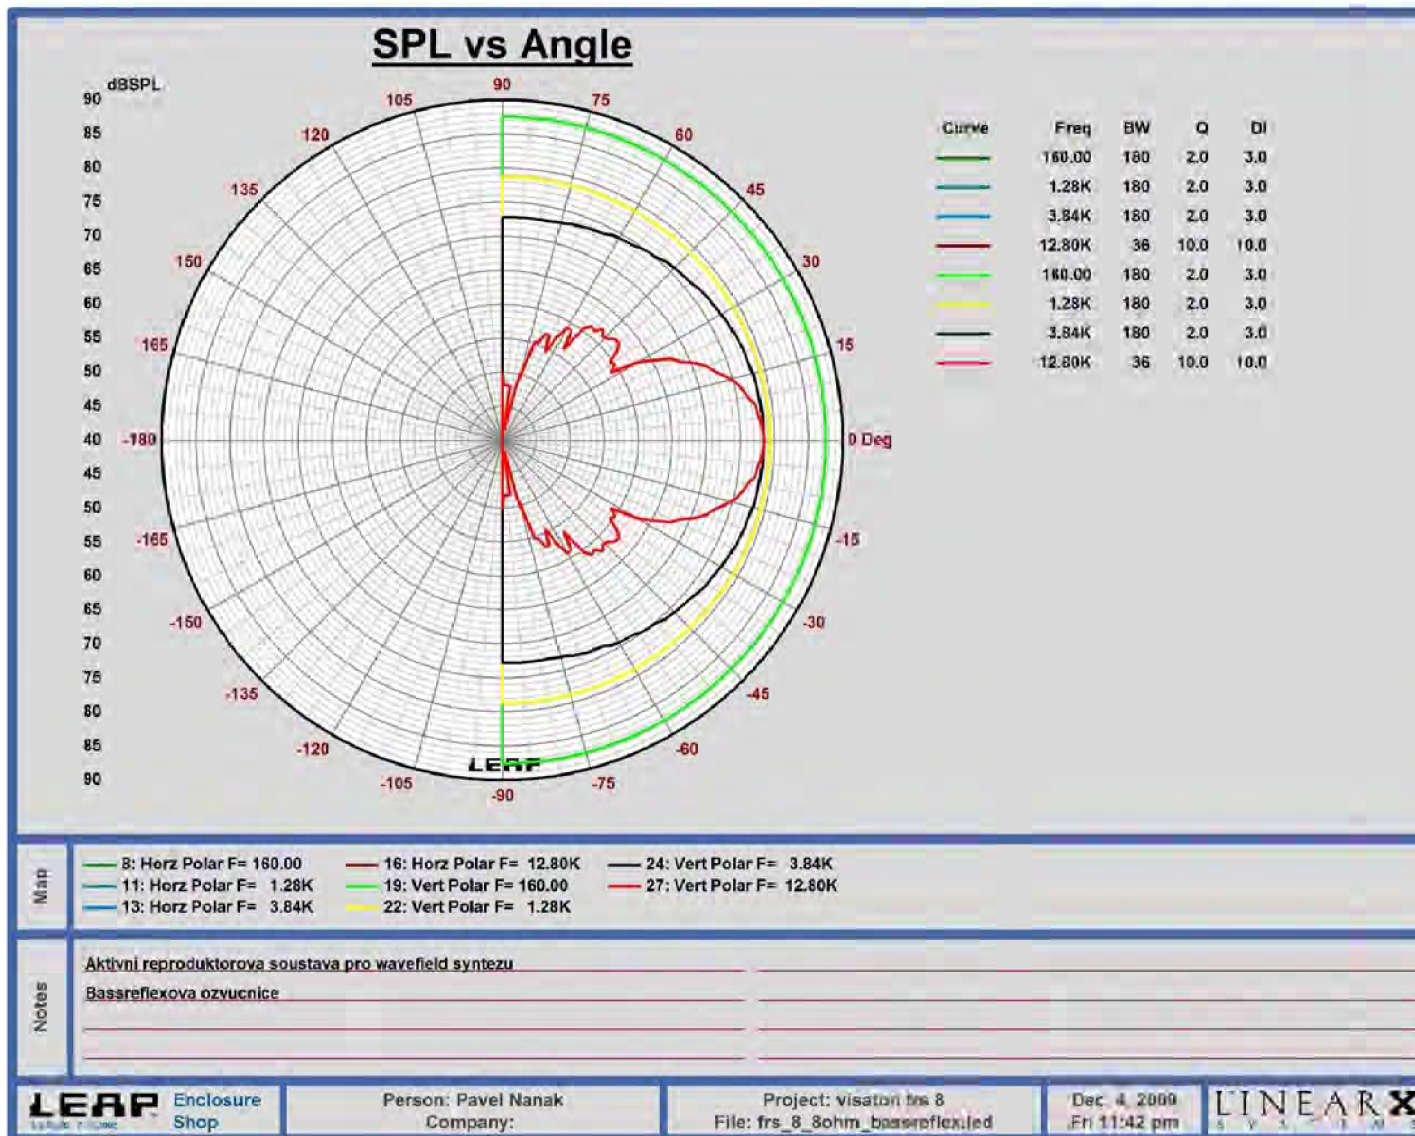 SPL vs Angle
dBSPL
90
85
80
75
70
65
60
55
50
45
40
45
50
55
60
65
70
75
80
85
90
90
75
60
45
30
15
0 Deg
-15
-30
-45
-60
-75
-90
-105
-120
-135
-150
-165
-180
165
150
135
120
105
LEAP
Curve Freq BW Q DI
160.00 180 2.0 3.0
1.28K 180 2.0 3.0
3.84K 180 2.0 3.0
12.80K 36 10.0 10.0
160.00 180 2.0 3.0
1.28K 180 2.0 3.0
3.84K 180 2.0 3.0
12.80K 36 10.0 10.0
Map
8: Horz Polar F= 160.00 16: Horz Polar F= 12.80K 24: Vert Polar F= 3.84K
11: Horz Polar F= 1.28K 19: Vert Polar F= 160.00 27: Vert Polar F= 12.80K
13: Horz Polar F= 3.84K 22: Vert Polar F= 1.28K
Notes
Aktivni reproduktorova soustava pro wavefield syntezu
Bassreflexova ozvucnice
LEAP Enclosure Shop
Person: Pavel Nanak
Company:
Project: visaton frs 8
File: frs_8_8ohm_bassreflex.led
Dec 4, 2009
Fri 11:42 pm
LINEARX
SYSTEMS